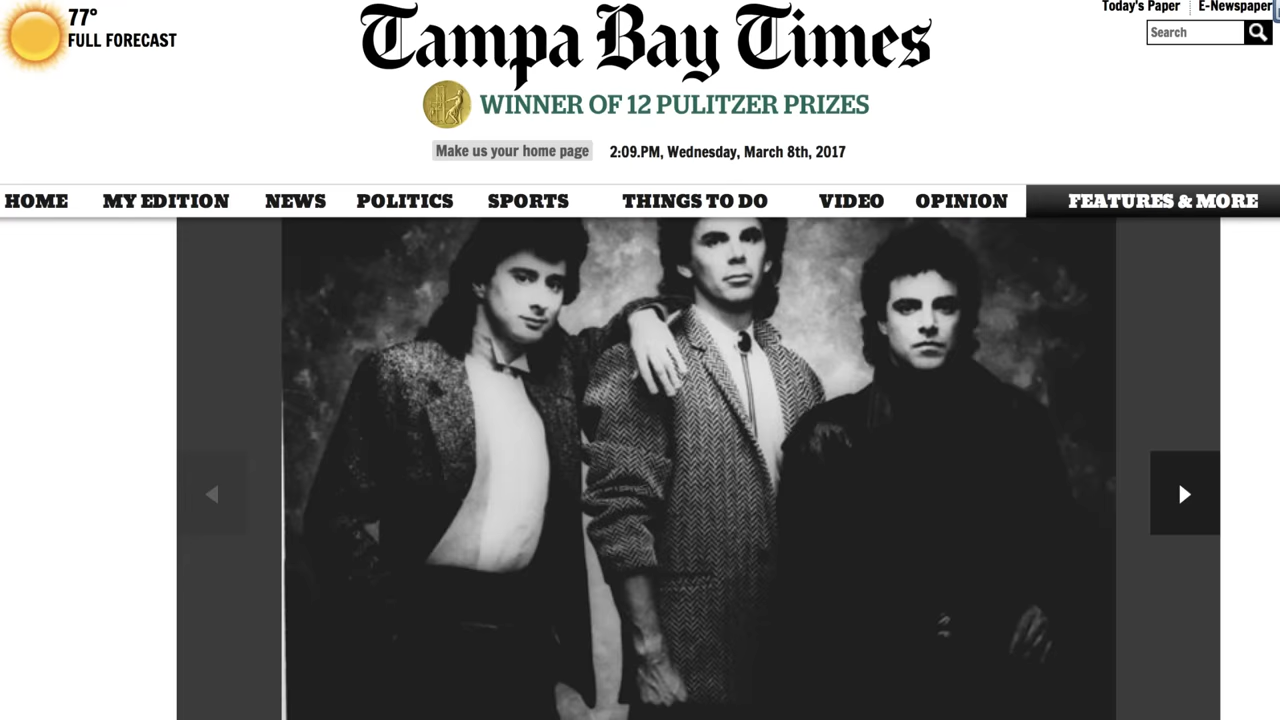 77°
FULL FORECAST
Today's Paper
E-Newspaper
Search
Tampa Bay Times
WINNER OF 12 PULITZER PRIZES
Make us your home page
2:09.PM, Wednesday, March 8th, 2017
HOME MY EDITION NEWS POLITICS SPORTS THINGS TO DO VIDEO OPINION FEATURES & MORE